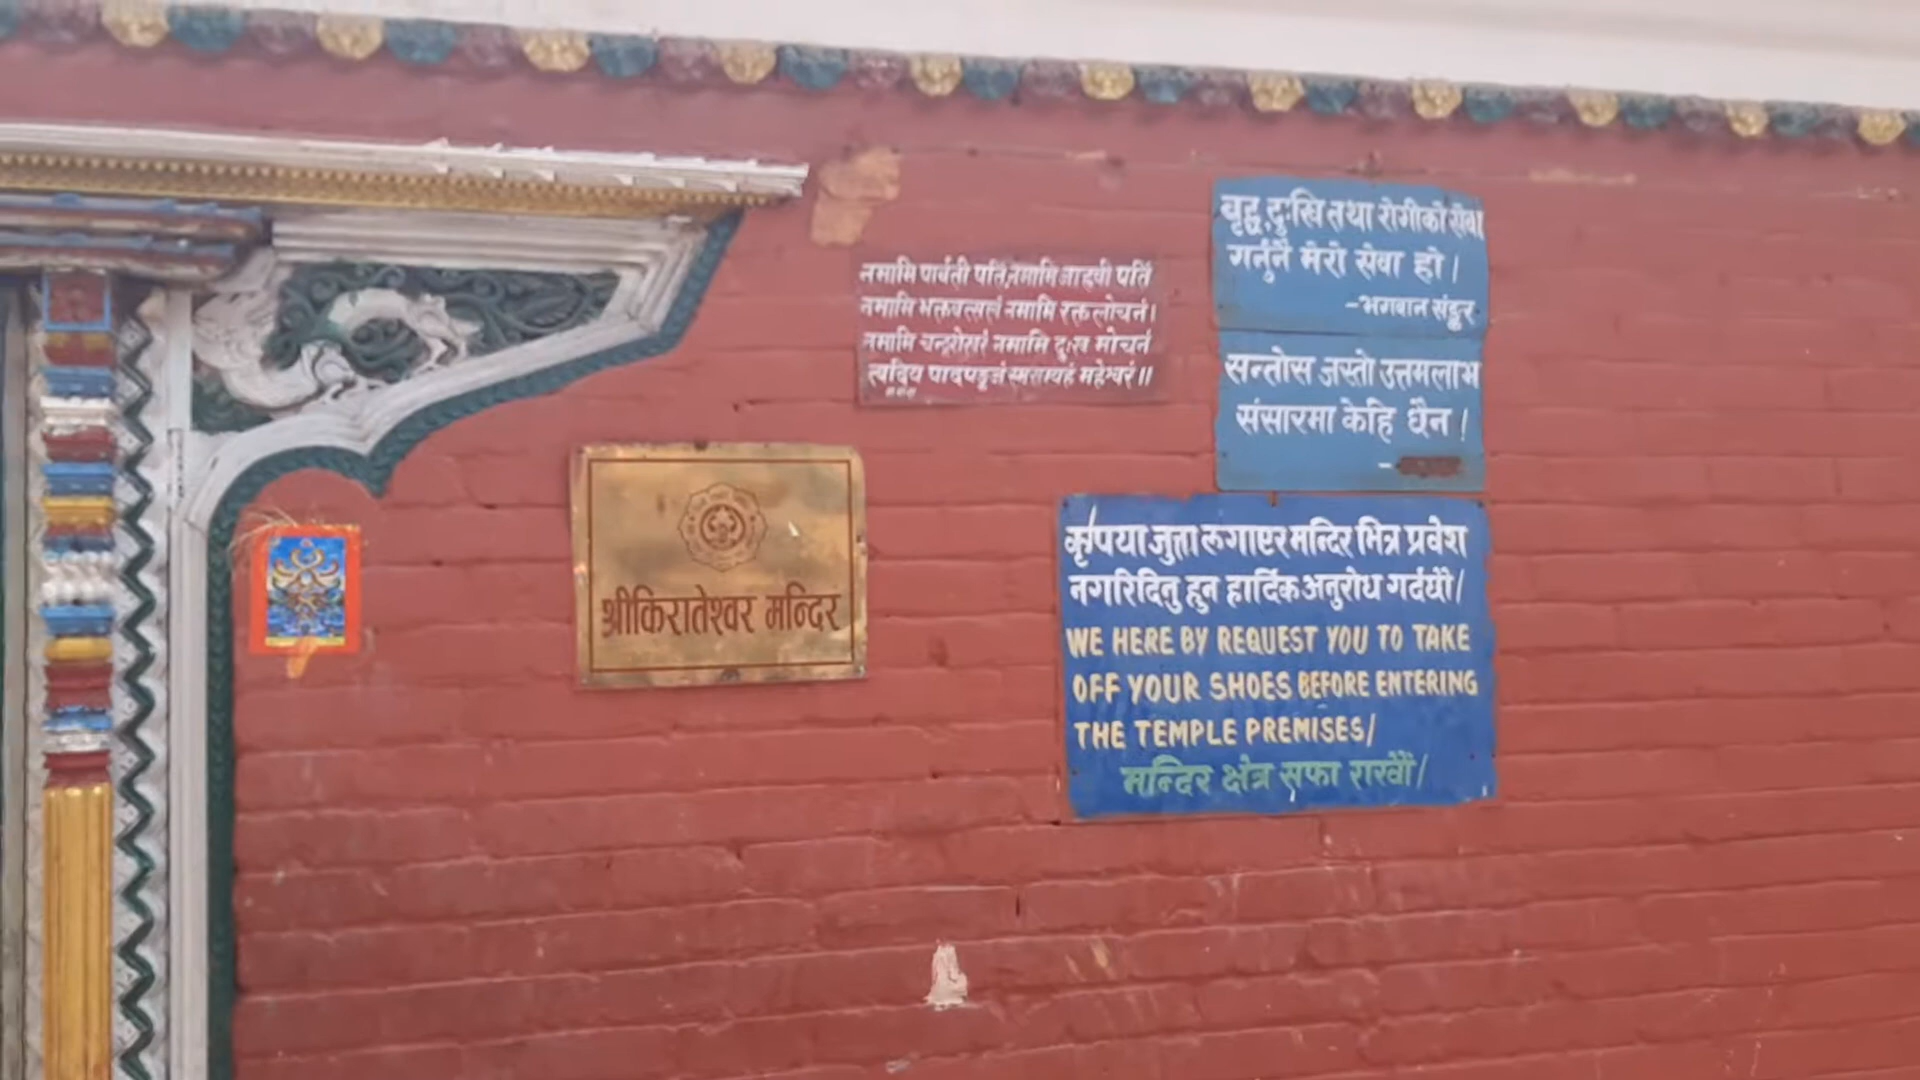 नमामि पार्वती पतिं नमामि जाह्नवी पतिं
नमामि भक्तवत्सलं नमामि रक्तलोचनं।
नमामि चन्द्रशेखरं नमामि दुःख मोचनं
त्वदिय पादपङ्कजं स्मराम्यहं महेश्वरं॥
वृद्ध, दुःखि तथा रोगीको सेवा
गर्नुनै मेरो सेवा हो।
-भगवान संङ्कर
सन्तोस जस्तो उत्तमलाभ
संसारमा केहि छैन।
श्रीकिरातेश्वर मन्दिर
कृपया जुत्ता लगाएर मन्दिर भित्र प्रवेश
नगरिदिनु हुन हार्दिक अनुरोध गर्दछौ/
WE HERE BY REQUEST YOU TO TAKE
OFF YOUR SHOES BEFORE ENTERING
THE TEMPLE PREMISES/
मन्दिर क्षेत्र सफा राखौं/